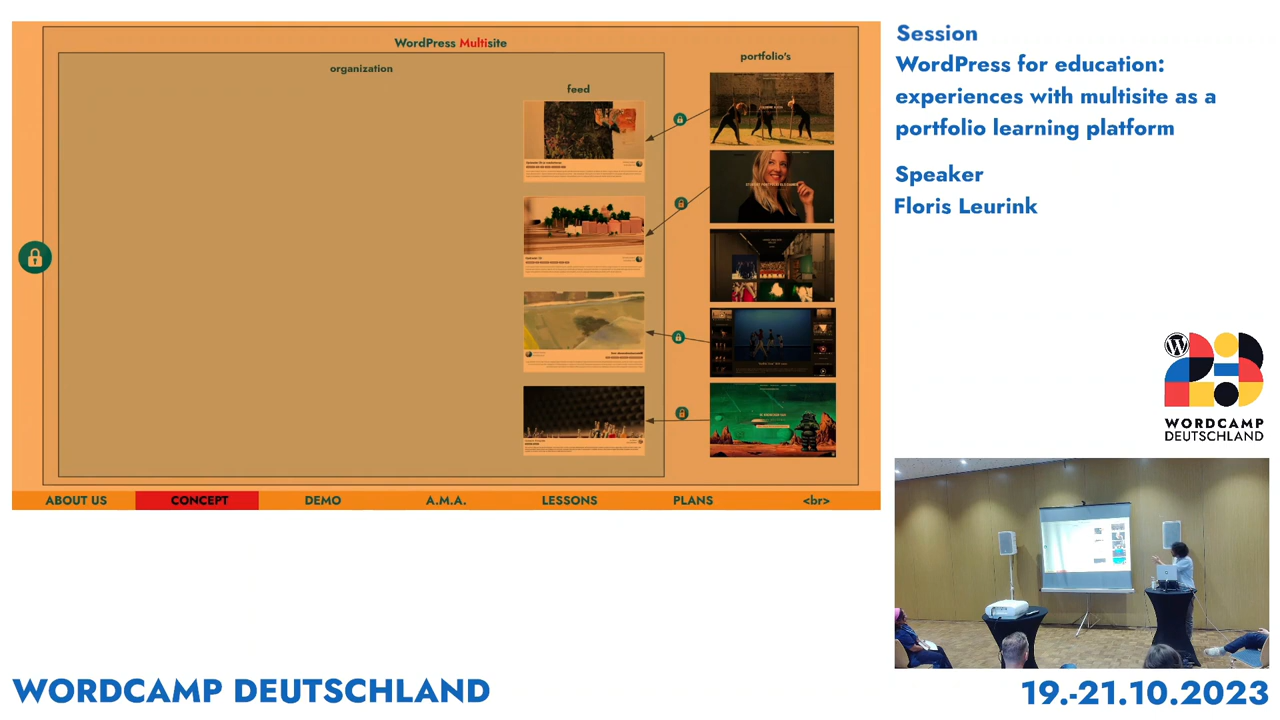 WordPress Multisite
organization
feed
portfolio's
ABOUT US
CONCEPT
DEMO
A.M.A.
LESSONS
PLANS
<br>
Session
WordPress for education:
experiences with multisite as a
portfolio learning platform
Speaker
Floris Leurink
W
WORDCAMP
DEUTSCHLAND
WORDCAMP DEUTSCHLAND
19.-21.10.2023